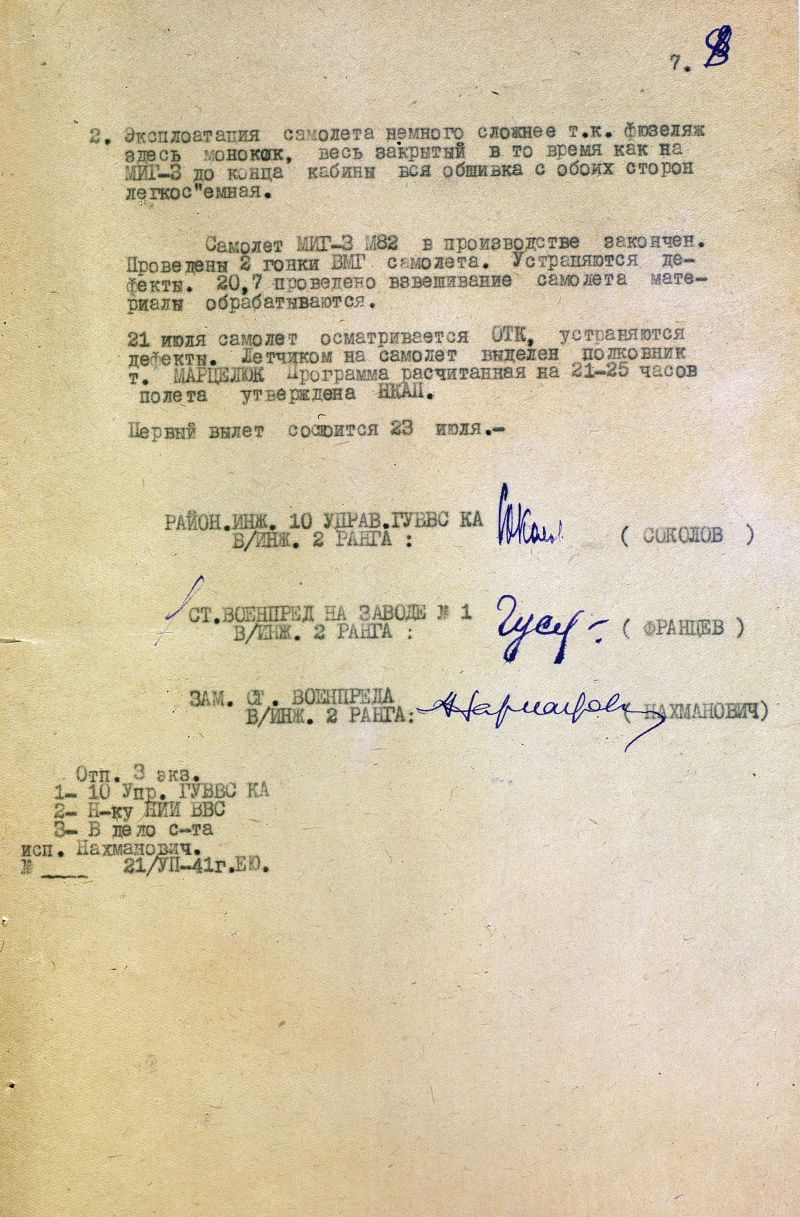 7. 8
2. Эксплоатация самолета немного сложнее т.к. фюзеляж
здесь монокок, весь закрытый в то время как на
МИГ-3 до конца кабины вся обшивка с обоих сторон
легкос"емная.
Самолет МИГ-3 М82 в производстве закончен.
Проведены 2 гонки ВМГ самолета. Устраняются де-
фекты. 20,7 проведено взвешивание самолета мате-
риалы обрабатываются.
21 июля самолет осматривается ОТК, устраняются
дефекты. Летчиком на самолет выделен полковник
т. МАРЦЕЛЮК Программа расчитанная на 21-25 часов
полета утверждена НКАП.
Первый вылет состоится 23 июля.-
РАЙОН.ИНЖ. 10 УПРАВ.ГУВВС КА
В/ИНЖ. 2 РАНГА : ( СОКОЛОВ )
СТ.ВОЕНПРЕД НА ЗАВОДЕ № 1
В/ИНЖ. 2 РАНГА : ( ФРАНЦЕВ )
ЗАМ. СТ. ВОЕНПРЕДА
В/ИНЖ. 2 РАНГА: ( НАХМАНОВИЧ)
Отп. 3 экз.
1- 10 Упр. ГУВВС КА
2- Н-ку НИИ ВВС
3- В дело с-та
исп. Нахманович.
№ ____ 21/УП-41г.ЕЮ.